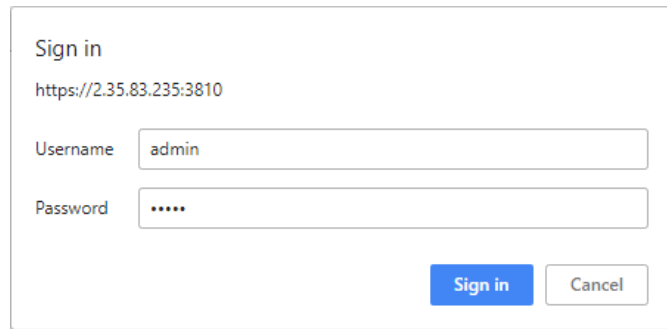 Sign in
https://2.35.83.235:3810
Username admin
Password •••••
Sign in Cancel